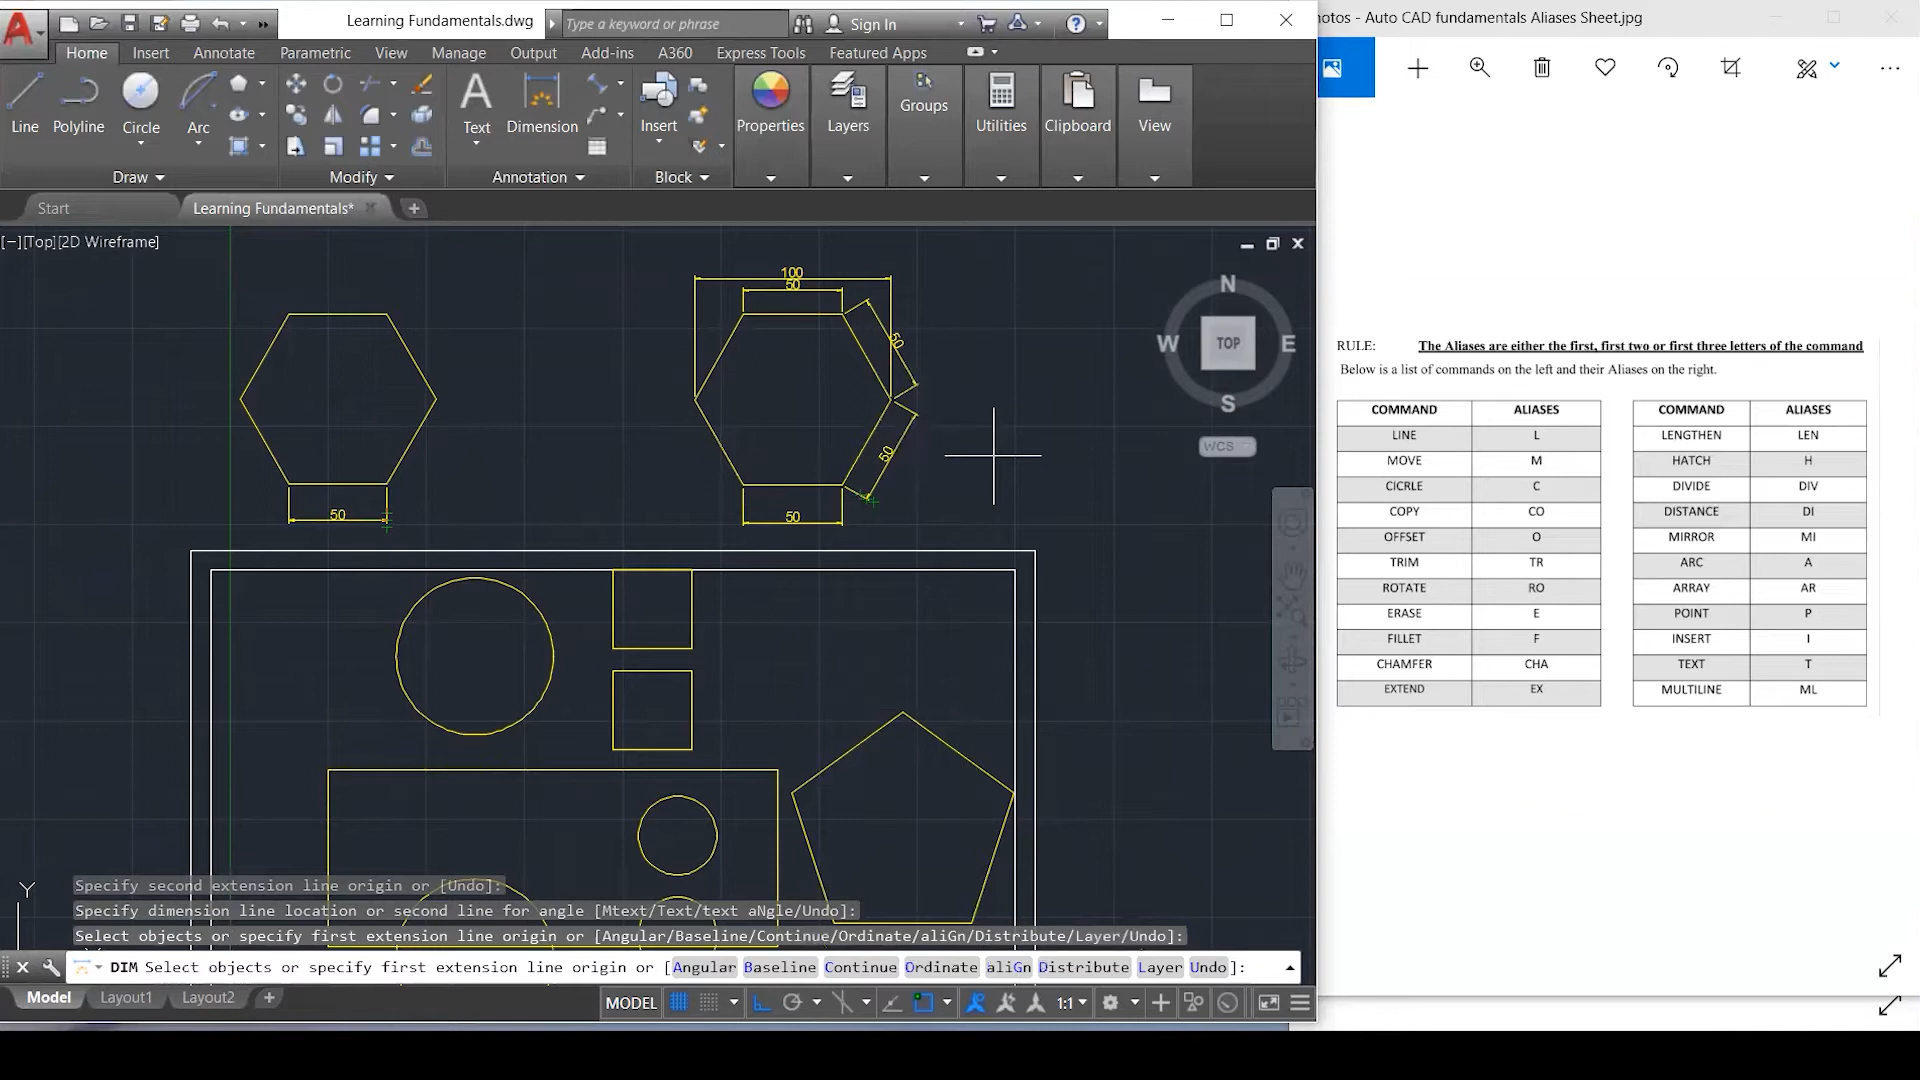 Learning Fundamentals.dwg
Type a keyword or phrase
Sign In
Home Insert Annotate Parametric View Manage Output Add-ins A360 Express Tools Featured Apps
Line Polyline Circle Arc
Text Dimension
Insert
Properties Layers Groups Utilities Clipboard View
Draw Modify Annotation Block
Start Learning Fundamentals*
[−][Top][2D Wireframe]
N
W TOP E
S
WCS
100
50
50
50
50
50
Y
Specify second extension line origin or [Undo]:
Specify dimension line location or second line for angle [Mtext/Text/text aNgle/Undo]:
Select objects or specify first extension line origin or [Angular/Baseline/Continue/Ordinate/aliGn/Distribute/Layer/Undo]:
DIM Select objects or specify first extension line origin or [Angular Baseline Continue Ordinate aliGn Distribute Layer Undo]:
Model Layout1 Layout2
MODEL 1:1
hotos - Auto CAD fundamentals Aliases Sheet.jpg
RULE: The Aliases are either the first, first two or first three letters of the command
Below is a list of commands on the left and their Aliases on the right.
COMMAND ALIASES
LINE L
MOVE M
CICRLE C
COPY CO
OFFSET O
TRIM TR
ROTATE RO
ERASE E
FILLET F
CHAMFER CHA
EXTEND EX
COMMAND ALIASES
LENGTHEN LEN
HATCH H
DIVIDE DIV
DISTANCE DI
MIRROR MI
ARC A
ARRAY AR
POINT P
INSERT I
TEXT T
MULTILINE ML